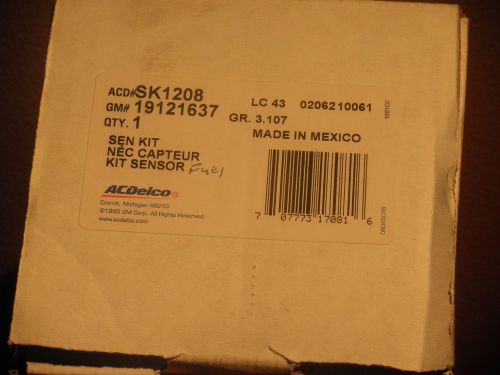 ACD# SK1208
GM# 19121637
QTY. 1
LC 43 0206210061
GR. 3.107
MADE IN MEXICO
SEN KIT
NÉC CAPTEUR
KIT SENSOR Fuel
ACDelco
Detroit, Michigan 48243
©1995 GM Corp. All Rights Reserved.
www.acdelco.com
7 07773 17081 6